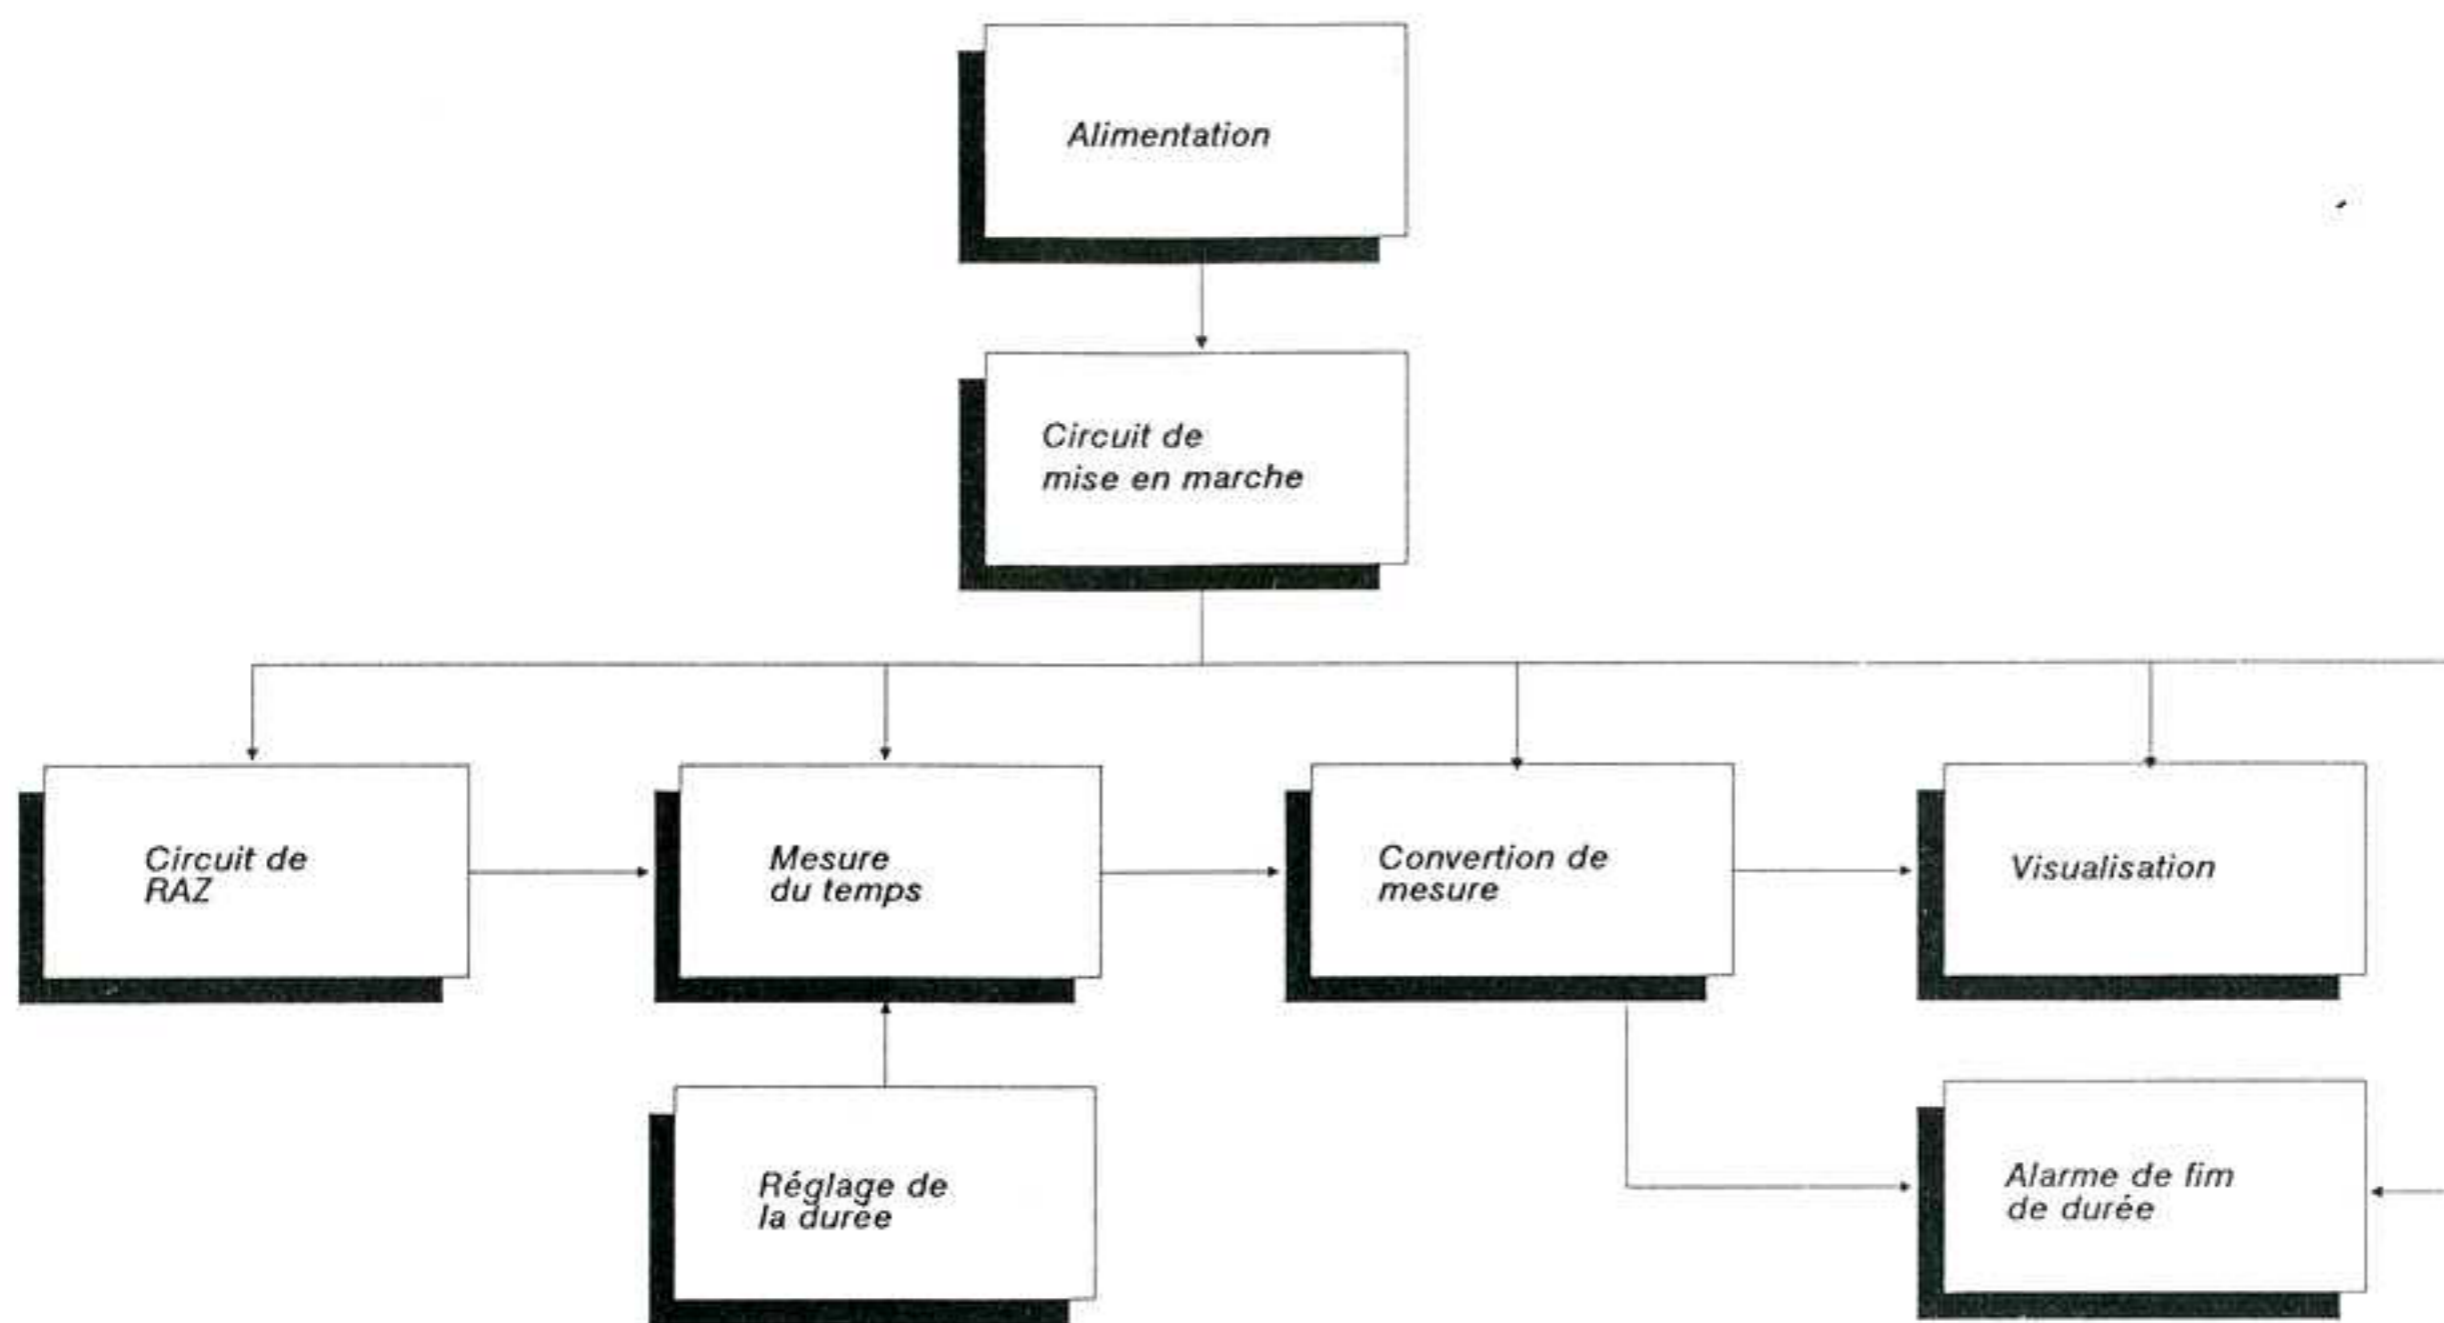 Alimentation
Circuit de
mise en marche
Circuit de
RAZ
Mesure
du temps
Convertion de
mesure
Visualisation
Réglage de
la durée
Alarme de fim
de durée